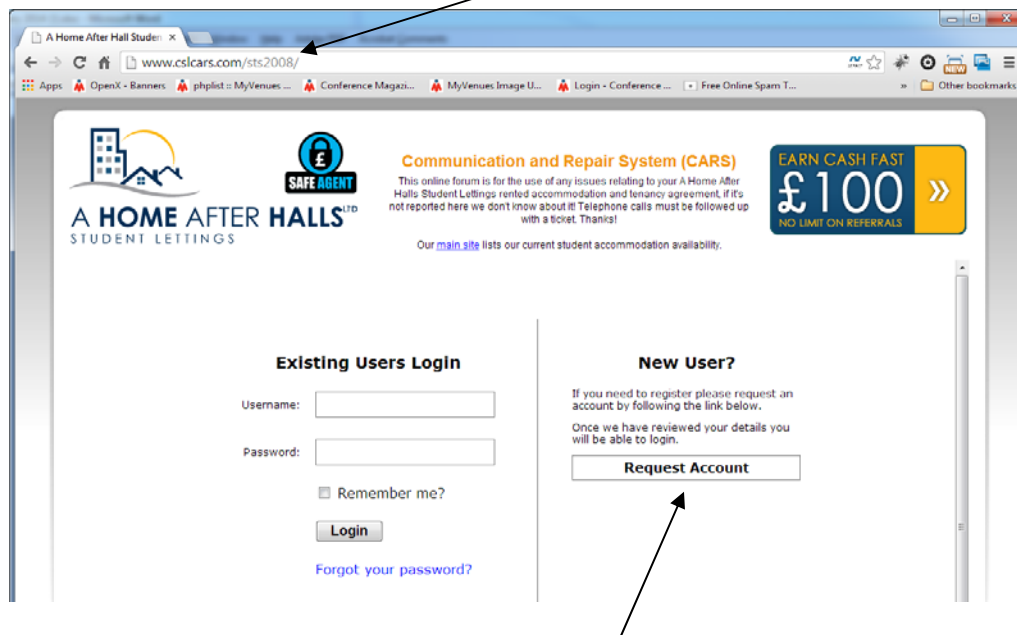 A Home After Hall Studen
www.cslcars.com/sts2008/
Apps OpenX - Banners phplist :: MyVenues ... Conference Magazi... MyVenues Image U... Login - Conference ... Free Online Spam T... » Other bookmarks
NEW
SAFE AGENT
A HOME AFTER HALLS LTD
STUDENT LETTINGS
Communication and Repair System (CARS)
This online forum is for the use of any issues relating to your A Home After
Halls Student Lettings rented accommodation and tenancy agreement, if it's
not reported here we don't know about it! Telephone calls must be followed up
with a ticket. Thanks!
Our main site lists our current student accommodation availability.
EARN CASH FAST
£100 »
NO LIMIT ON REFERRALS
Existing Users Login
Username:
Password:
Remember me?
Login
Forgot your password?
New User?
If you need to register please request an
account by following the link below.
Once we have reviewed your details you
will be able to login.
Request Account